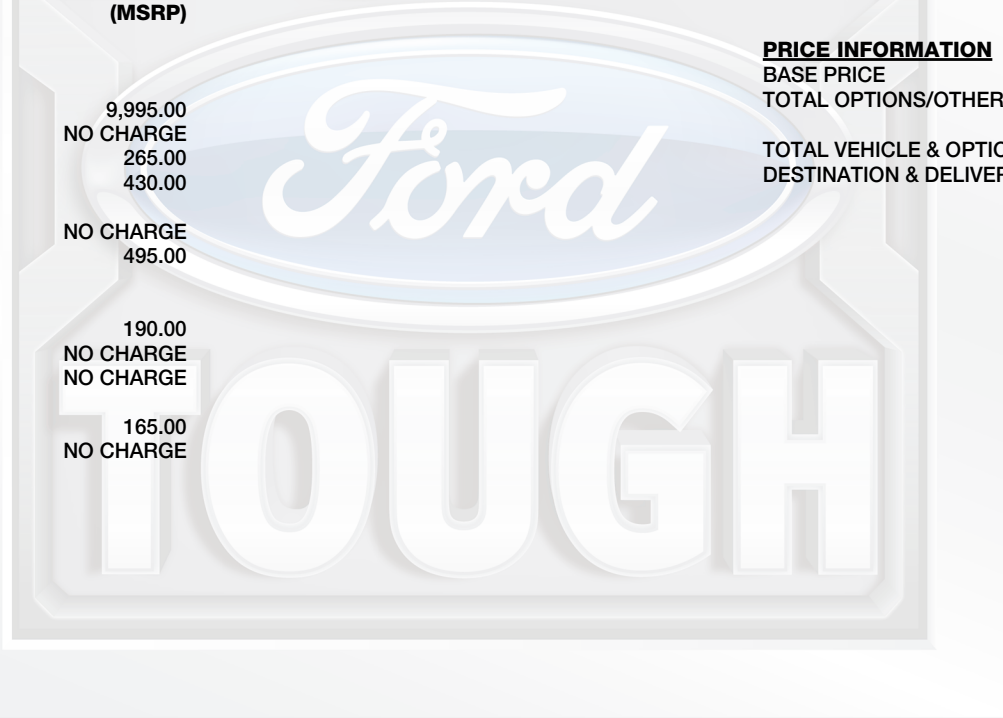 (MSRP)
9,995.00
NO CHARGE
265.00
430.00
NO CHARGE
495.00
190.00
NO CHARGE
NO CHARGE
165.00
NO CHARGE
PRICE INFORMATION
BASE PRICE
TOTAL OPTIONS/OTHER
TOTAL VEHICLE & OPTIO
DESTINATION & DELIVER
Ford
TOUGH